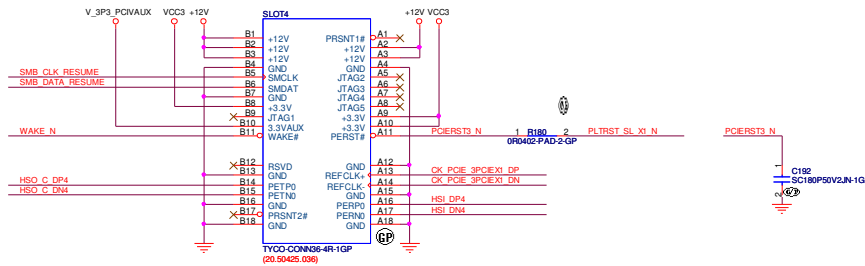 SLOT4
V_3P3_PCIVAUX VCC3 +12V +12V VCC3
B1 +12V PRSNT1# A1
B2 +12V +12V A2
B3 +12V +12V A3
B4 GND GND A4
SMB_CLK_RESUME B5 SMCLK JTAG2 A5
SMB_DATA_RESUME B6 SMDAT JTAG3 A6
B7 GND JTAG4 A7
B8 +3.3V JTAG5 A8
B9 JTAG1 +3.3V A9
B10 3.3VAUX +3.3V A10
WAKE_N B11 WAKE# PERST# A11 PCIERST3_N 1 R180 2 PLTRST_SL_X1_N PCIERST3_N
0R0402-PAD-2-GP
B12 RSVD GND A12
B13 GND REFCLK+ A13 CK_PCIE_3PCIEX1_DP
HSO_C_DP4 B14 PETP0 REFCLK- A14 CK_PCIE_3PCIEX1_DN
HSO_C_DN4 B15 PETN0 GND A15
B16 GND PERP0 A16 HSI_DP4
B17 PRSNT2# PERN0 A17 HSI_DN4
B18 GND GND A18
1
C192
SC180P50V2JN-1G
2
GP
TYCO-CONN36-4R-1GP
(20.50425.036)